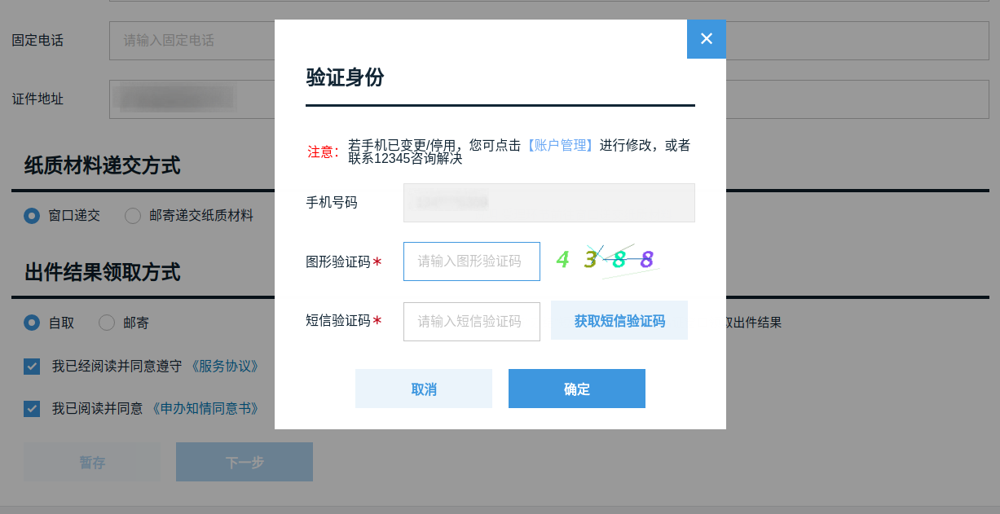 固定电话
请输入固定电话
证件地址
纸质材料递交方式
窗口递交
邮寄递交纸质材料
出件结果领取方式
自取
邮寄
取出件结果
我已经阅读并同意遵守 《服务协议》
我已阅读并同意 《申办知情同意书》
暂存
下一步
验证身份
注意：
若手机已变更/停用，您可点击【账户管理】进行修改，或者
联系12345咨询解决
手机号码
图形验证码*
请输入图形验证码
4 3 8 8
短信验证码*
请输入短信验证码
获取短信验证码
取消
确定